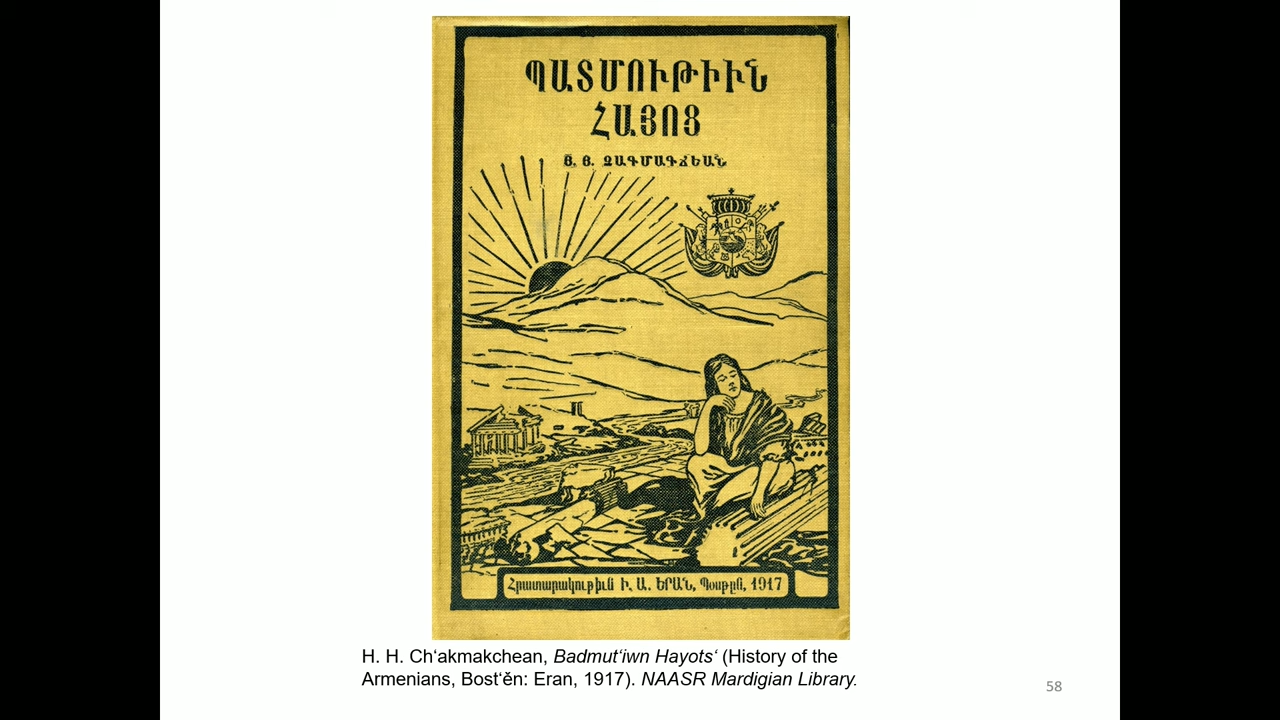 ՊԱՏՄՈՒԹԻՒՆ
ՀԱՅՈՑ
Յ. Յ. ՉԱԳՄԱԳՃԵԱՆ
Հրատարակութիւն Ի. Ա. ԵՐԱՆ, Պօսթըն, 1917
H. H. Ch‘akmakchean, Badmut‘iwn Hayots‘ (History of the
Armenians, Bost‘ĕn: Eran, 1917). NAASR Mardigian Library.
58